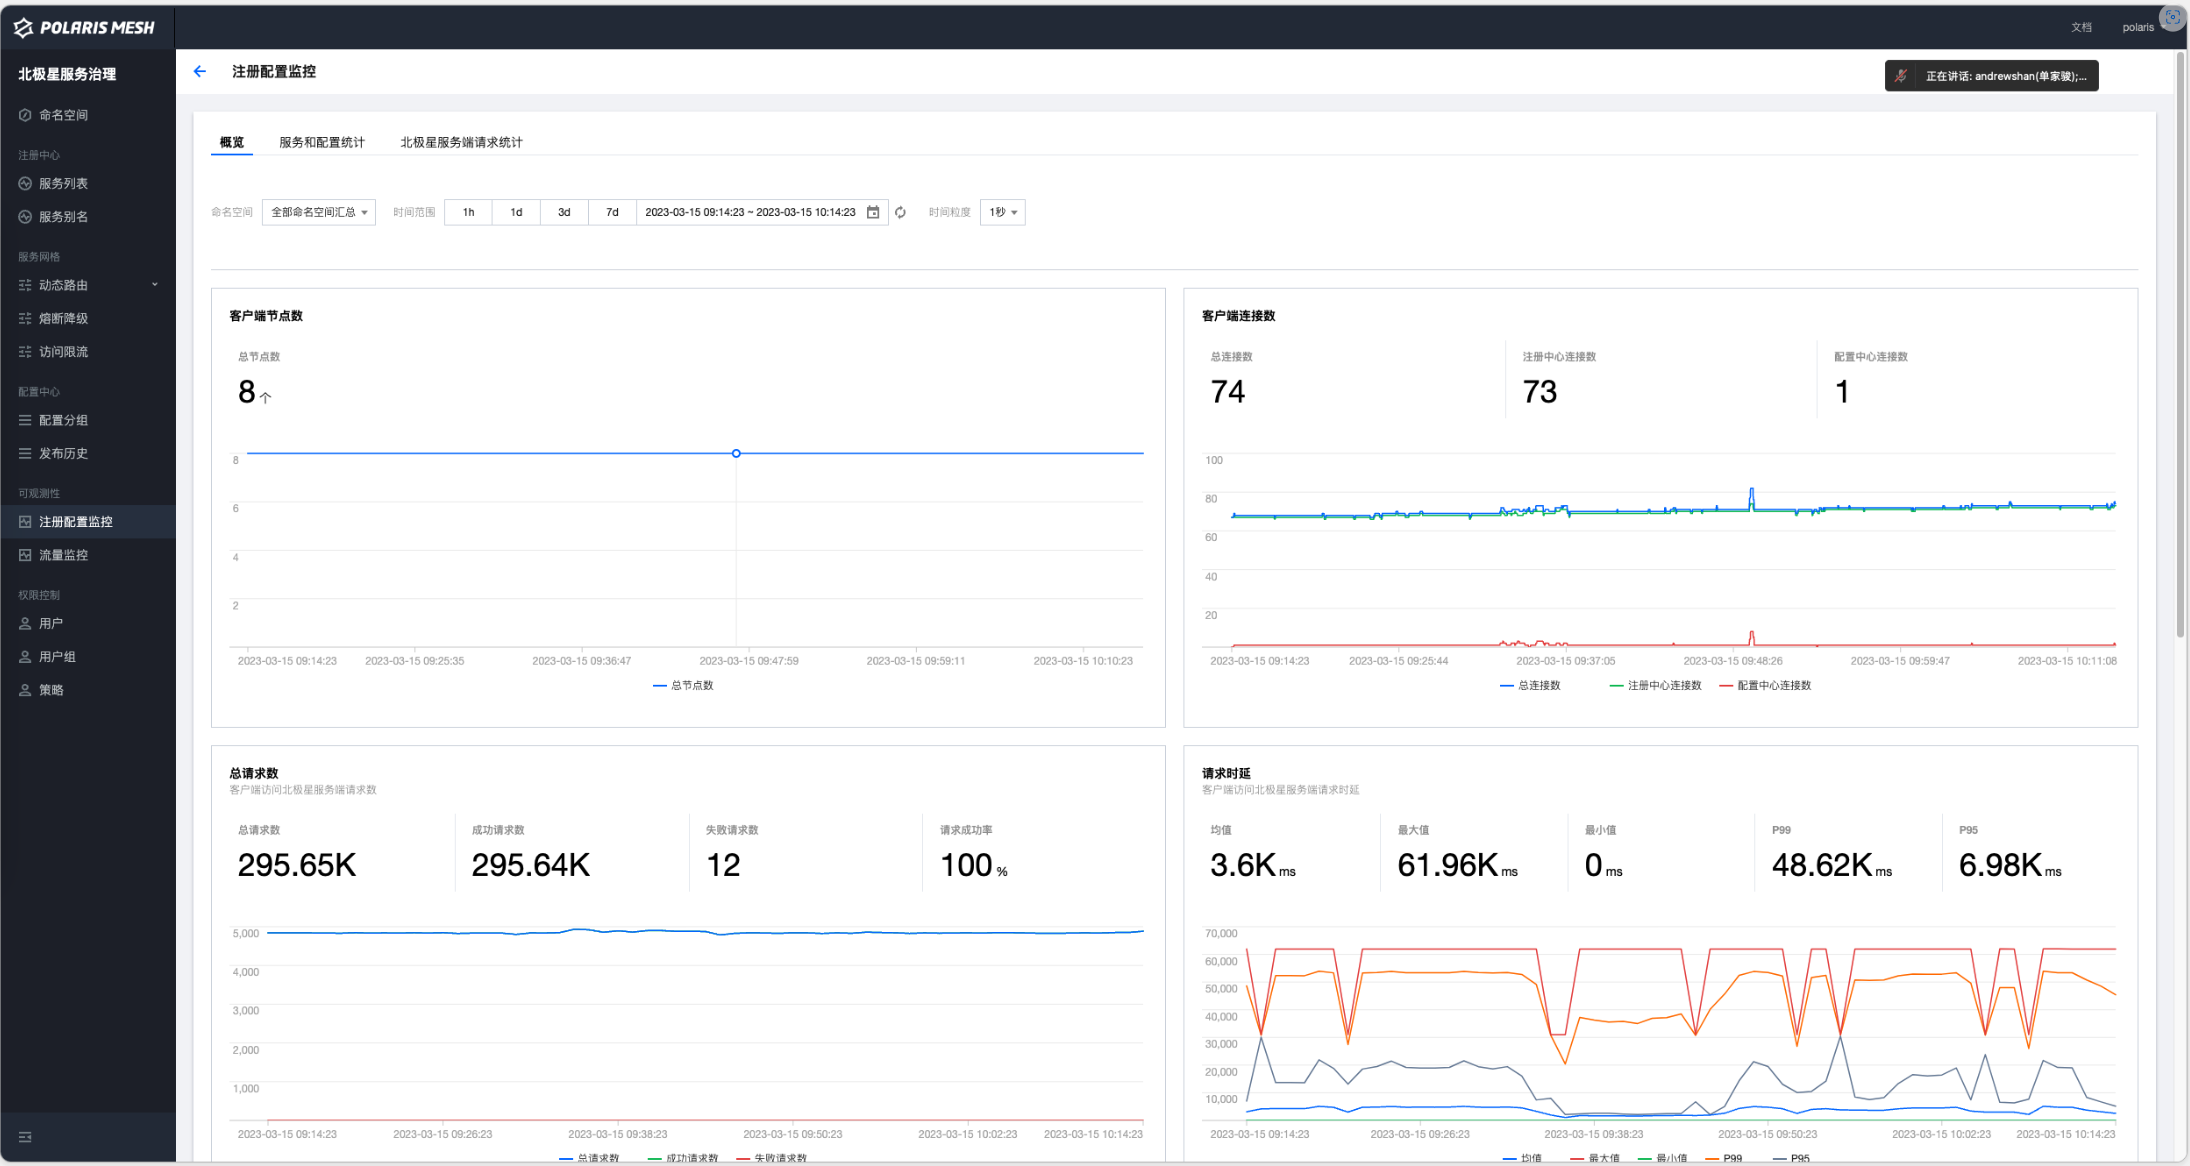 POLARIS MESH
文档
polaris
北极星服务治理
命名空间
注册中心
服务列表
服务别名
服务网格
动态路由
熔断降级
访问限流
配置中心
配置分组
发布历史
可观测性
注册配置监控
流量监控
权限控制
用户
用户组
策略
注册配置监控
正在讲话: andrewshan(单家骏);...
概览 服务和配置统计 北极星服务端请求统计
命名空间 全部命名空间汇总 时间范围 1h 1d 3d 7d 2023-03-15 09:14:23 ~ 2023-03-15 10:14:23 时间粒度 1秒
客户端节点数
总节点数
8个
8
6
4
2
2023-03-15 09:14:23 2023-03-15 09:25:35 2023-03-15 09:36:47 2023-03-15 09:47:59 2023-03-15 09:59:11 2023-03-15 10:10:23
总节点数
客户端连接数
总连接数 注册中心连接数 配置中心连接数
74 73 1
100
80
60
40
20
2023-03-15 09:14:23 2023-03-15 09:25:44 2023-03-15 09:37:05 2023-03-15 09:48:26 2023-03-15 09:59:47 2023-03-15 10:11:08
总连接数 注册中心连接数 配置中心连接数
总请求数
客户端访问北极星服务端请求数
总请求数 成功请求数 失败请求数 请求成功率
295.65K 295.64K 12 100 %
5,000
4,000
3,000
2,000
1,000
2023-03-15 09:14:23 2023-03-15 09:26:23 2023-03-15 09:38:23 2023-03-15 09:50:23 2023-03-15 10:02:23 2023-03-15 10:14:23
总请求数 成功请求数 失败请求数
请求时延
客户端访问北极星服务端请求时延
均值 最大值 最小值 P99 P95
3.6K ms 61.96K ms 0 ms 48.62K ms 6.98K ms
70,000
60,000
50,000
40,000
30,000
20,000
10,000
2023-03-15 09:14:23 2023-03-15 09:26:23 2023-03-15 09:38:23 2023-03-15 09:50:23 2023-03-15 10:02:23 2023-03-15 10:14:23
均值 最大值 最小值 P99 P95